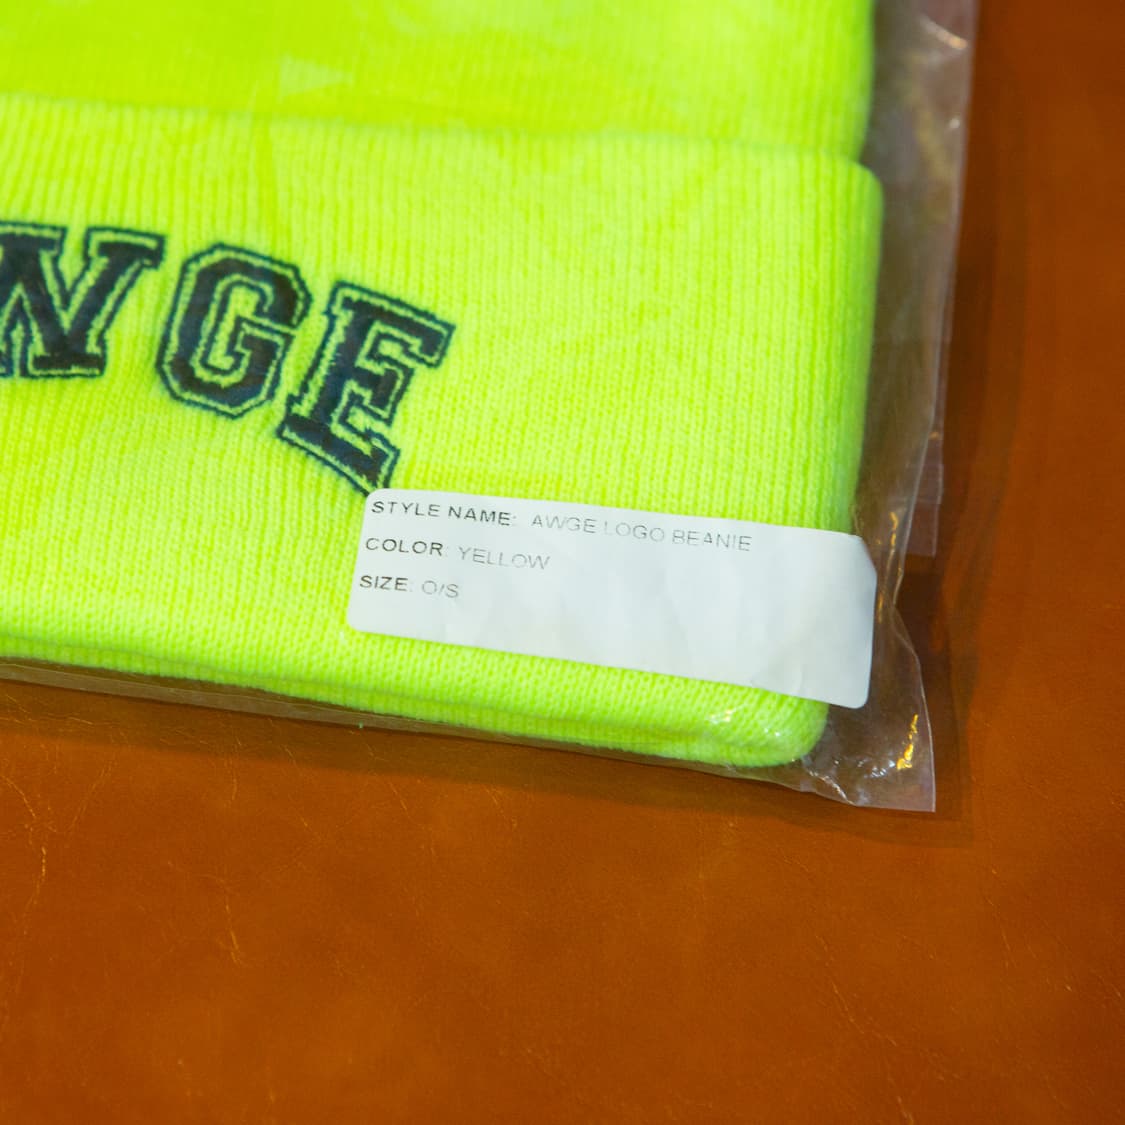 WGE
STYLE NAME: AWGE LOGO BEANIE
COLOR: YELLOW
SIZE: O/S